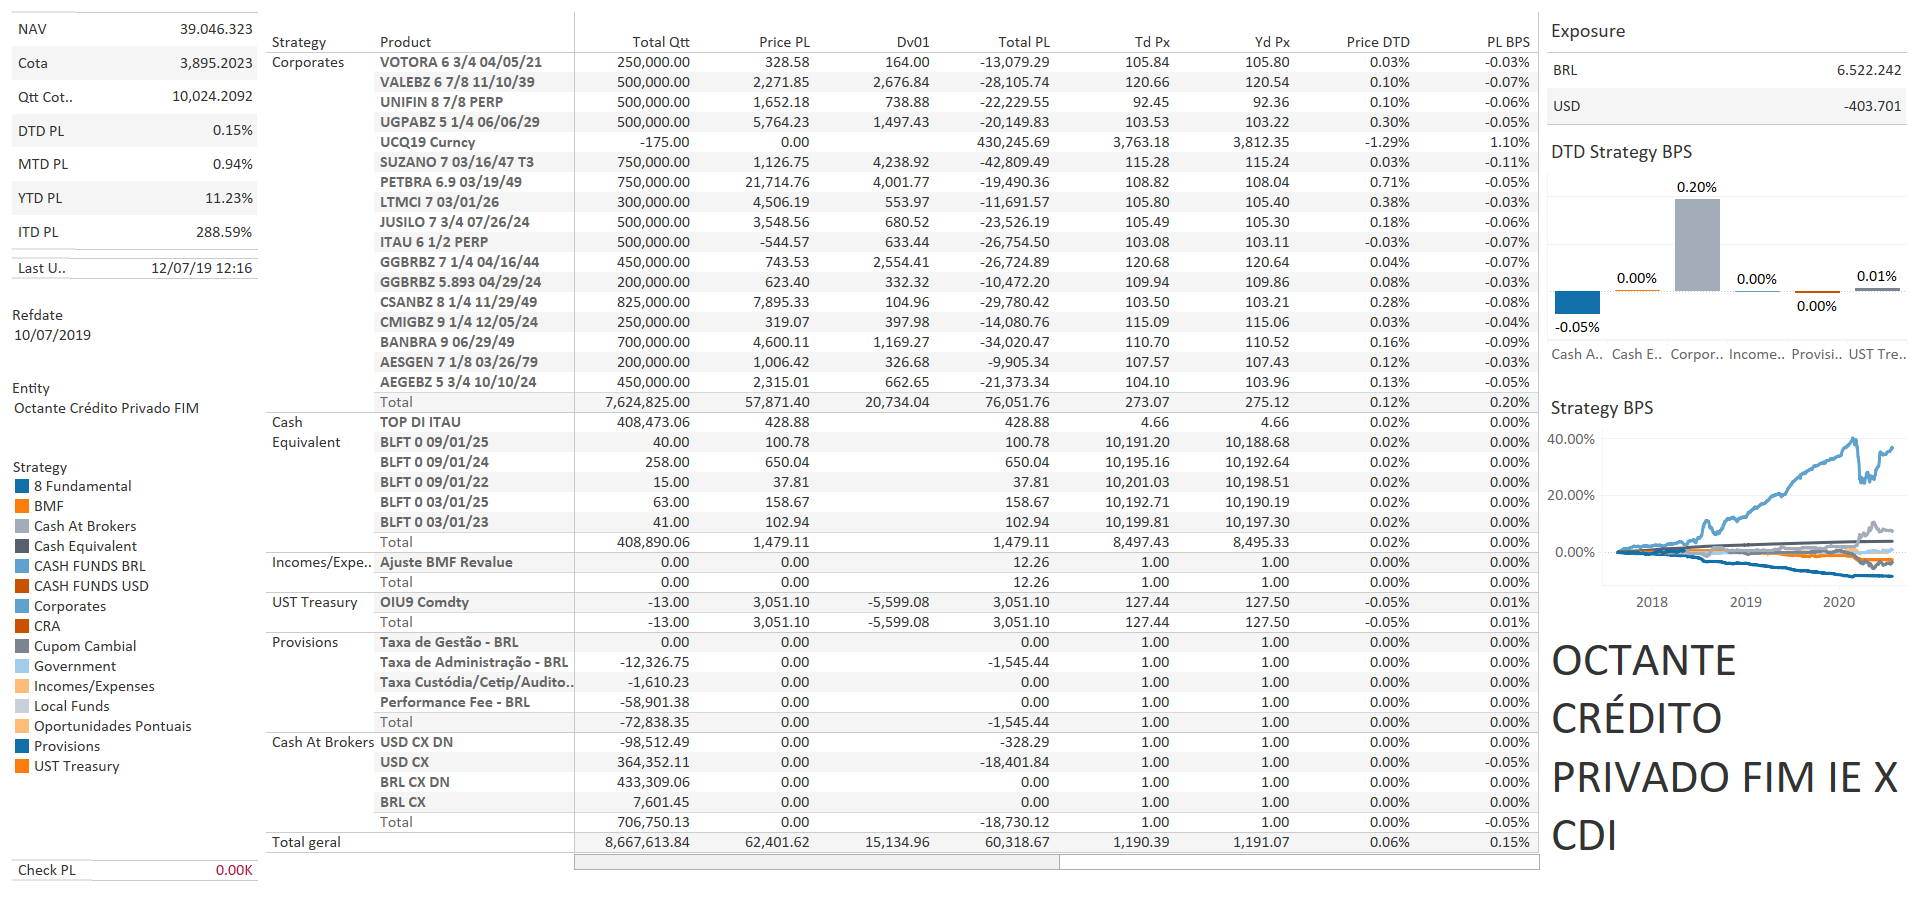 NAV 39.046.323
Cota 3,895.2023
Qtt Cot.. 10,024.2092
DTD PL 0.15%
MTD PL 0.94%
YTD PL 11.23%
ITD PL 288.59%
Last U.. 12/07/19 12:16
Refdate
10/07/2019
Entity
Octante Crédito Privado FIM
Strategy
8 Fundamental
BMF
Cash At Brokers
Cash Equivalent
CASH FUNDS BRL
CASH FUNDS USD
Corporates
CRA
Cupom Cambial
Government
Incomes/Expenses
Local Funds
Oportunidades Pontuais
Provisions
UST Treasury
Check PL 0.00K
Strategy Product Total Qtt Price PL Dv01 Total PL Td Px Yd Px Price DTD PL BPS
Corporates VOTORA 6 3/4 04/05/21 250,000.00 328.58 164.00 -13,079.29 105.84 105.80 0.03% -0.03%
VALEBZ 6 7/8 11/10/39 500,000.00 2,271.85 2,676.84 -28,105.74 120.66 120.54 0.10% -0.07%
UNIFIN 8 7/8 PERP 500,000.00 1,652.18 738.88 -22,229.55 92.45 92.36 0.10% -0.06%
UGPABZ 5 1/4 06/06/29 500,000.00 5,764.23 1,497.43 -20,149.83 103.53 103.22 0.30% -0.05%
UCQ19 Curncy -175.00 0.00 430,245.69 3,763.18 3,812.35 -1.29% 1.10%
SUZANO 7 03/16/47 T3 750,000.00 1,126.75 4,238.92 -42,809.49 115.28 115.24 0.03% -0.11%
PETBRA 6.9 03/19/49 750,000.00 21,714.76 4,001.77 -19,490.36 108.82 108.04 0.71% -0.05%
LTMCI 7 03/01/26 300,000.00 4,506.19 553.97 -11,691.57 105.80 105.40 0.38% -0.03%
JUSILO 7 3/4 07/26/24 500,000.00 3,548.56 680.52 -23,526.19 105.49 105.30 0.18% -0.06%
ITAU 6 1/2 PERP 500,000.00 -544.57 633.44 -26,754.50 103.08 103.11 -0.03% -0.07%
GGBRBZ 7 1/4 04/16/44 450,000.00 743.53 2,554.41 -26,724.89 120.68 120.64 0.04% -0.07%
GGBRBZ 5.893 04/29/24 200,000.00 623.40 332.32 -10,472.20 109.94 109.86 0.08% -0.03%
CSANBZ 8 1/4 11/29/49 825,000.00 7,895.33 104.96 -29,780.42 103.50 103.21 0.28% -0.08%
CMIGBZ 9 1/4 12/05/24 250,000.00 319.07 397.98 -14,080.76 115.09 115.06 0.03% -0.04%
BANBRA 9 06/29/49 700,000.00 4,600.11 1,169.27 -34,020.47 110.70 110.52 0.16% -0.09%
AESGEN 7 1/8 03/26/79 200,000.00 1,006.42 326.68 -9,905.34 107.57 107.43 0.12% -0.03%
AEGEBZ 5 3/4 10/10/24 450,000.00 2,315.01 662.65 -21,373.34 104.10 103.96 0.13% -0.05%
Total 7,624,825.00 57,871.40 20,734.04 76,051.76 273.07 275.12 0.12% 0.20%
Cash TOP DI ITAU 408,473.06 428.88 428.88 4.66 4.66 0.02% 0.00%
Equivalent BLFT 0 09/01/25 40.00 100.78 100.78 10,191.20 10,188.68 0.02% 0.00%
BLFT 0 09/01/24 258.00 650.04 650.04 10,195.16 10,192.64 0.02% 0.00%
BLFT 0 09/01/22 15.00 37.81 37.81 10,201.03 10,198.51 0.02% 0.00%
BLFT 0 03/01/25 63.00 158.67 158.67 10,192.71 10,190.19 0.02% 0.00%
BLFT 0 03/01/23 41.00 102.94 102.94 10,199.81 10,197.30 0.02% 0.00%
Total 408,890.06 1,479.11 1,479.11 8,497.43 8,495.33 0.02% 0.00%
Incomes/Expe.. Ajuste BMF Revalue 0.00 0.00 12.26 1.00 1.00 0.00% 0.00%
Total 0.00 0.00 12.26 1.00 1.00 0.00% 0.00%
UST Treasury OIU9 Comdty -13.00 3,051.10 -5,599.08 3,051.10 127.44 127.50 -0.05% 0.01%
Total -13.00 3,051.10 -5,599.08 3,051.10 127.44 127.50 -0.05% 0.01%
Provisions Taxa de Gestão - BRL 0.00 0.00 0.00 1.00 1.00 0.00% 0.00%
Taxa de Administração - BRL -12,326.75 0.00 -1,545.44 1.00 1.00 0.00% 0.00%
Taxa Custódia/Cetip/Audito.. -1,610.23 0.00 0.00 1.00 1.00 0.00% 0.00%
Performance Fee - BRL -58,901.38 0.00 0.00 1.00 1.00 0.00% 0.00%
Total -72,838.35 0.00 -1,545.44 1.00 1.00 0.00% 0.00%
Cash At Brokers USD CX DN -98,512.49 0.00 -328.29 1.00 1.00 0.00% 0.00%
USD CX 364,352.11 0.00 -18,401.84 1.00 1.00 0.00% -0.05%
BRL CX DN 433,309.06 0.00 0.00 1.00 1.00 0.00% 0.00%
BRL CX 7,601.45 0.00 0.00 1.00 1.00 0.00% 0.00%
Total 706,750.13 0.00 -18,730.12 1.00 1.00 0.00% -0.05%
Total geral 8,667,613.84 62,401.62 15,134.96 60,318.67 1,190.39 1,191.07 0.06% 0.15%
Exposure
BRL 6.522.242
USD -403.701
DTD Strategy BPS
0.20%
0.00% 0.00% 0.01%
0.00%
-0.05%
Cash A.. Cash E.. Corpor.. Income.. Provisi.. UST Tre..
Strategy BPS
40.00%
20.00%
0.00%
2018 2019 2020
OCTANTE
CRÉDITO
PRIVADO FIM IE X
CDI